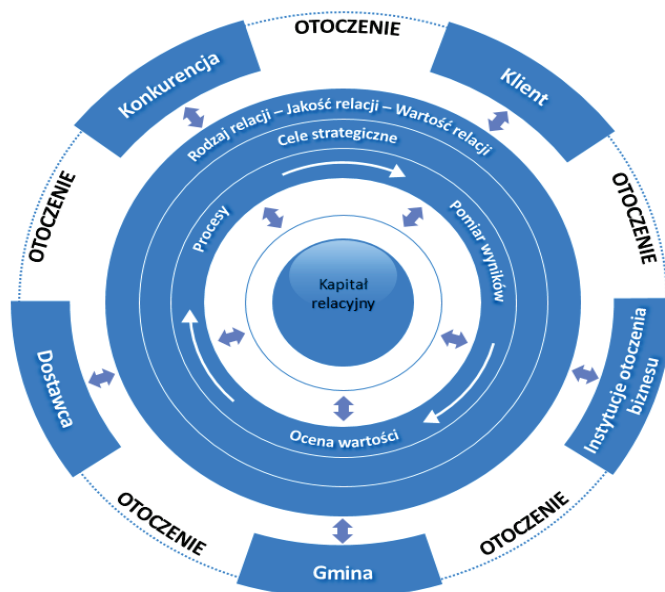 OTOCZENIE
Konkurencja
Klient
Rodzaj relacji – Jakość relacji – Wartość relacji
Cele strategiczne
OTOCZENIE
OTOCZENIE
Procesy
Pomiar wyników
Kapitał
relacyjny
Dostawca
Instytucje otoczenia
biznesu
Ocena wartości
OTOCZENIE
OTOCZENIE
Gmina